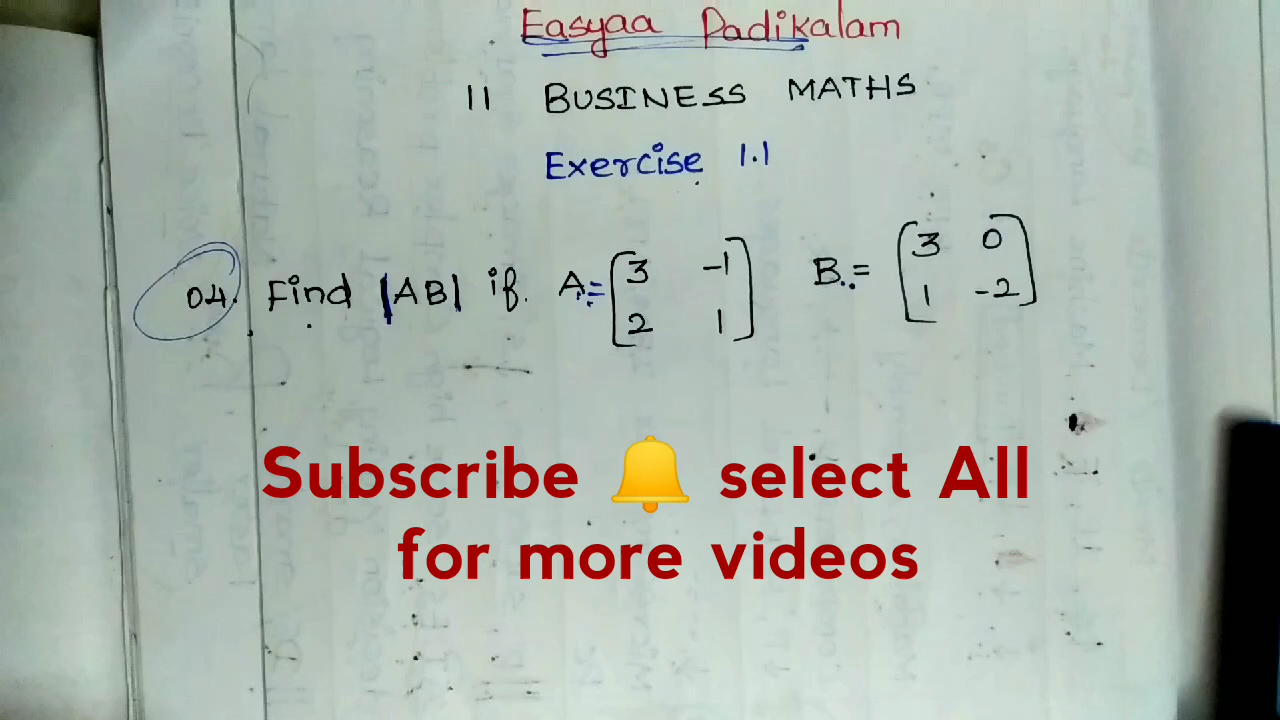 Easyaa Padikalam
11 BUSINESS MATHS
Exercise 1.1
04. Find |AB| if. A = [3 -1 B.= [3 0
2 1] 1 -2]
Subscribe 🔔 select All
for more videos